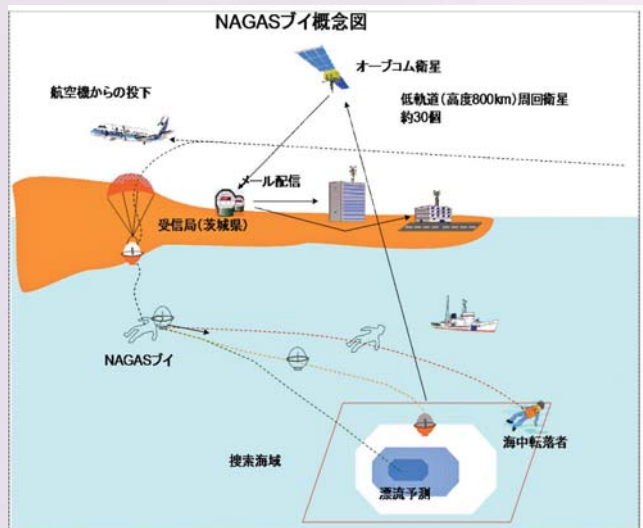 NAGASブイ概念図
オーブコム衛星
航空機からの投下
低軌道（高度800km）周回衛星
約30個
メール配信
受信局（茨城県）
NAGASブイ
海中転落者
捜索海域
漂流予測